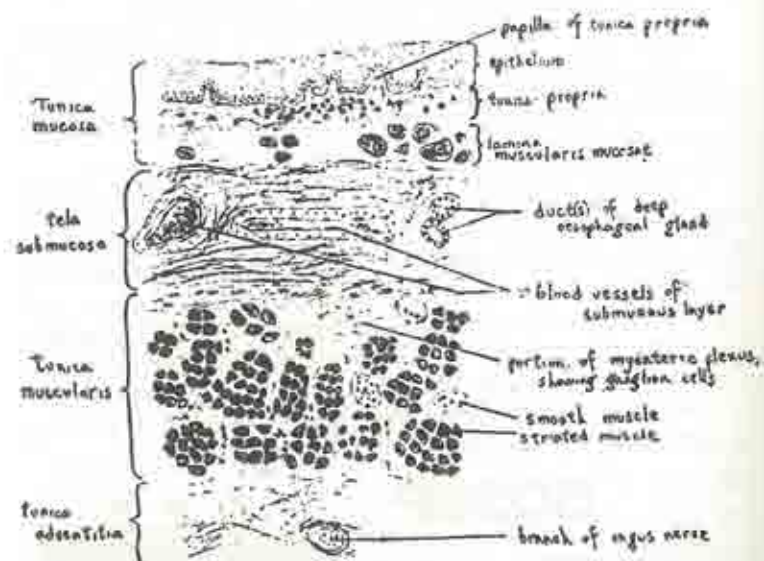 papilla of tunica propria
epithelium
tunica propria
Tunica
mucosa
lamina
muscularis mucosae
tela
submucosa
duct(s) of deep
oesophageal gland
blood vessels of
submucous layer
portion of myenteric plexus,
showing ganglion cells
Tunica
muscularis
smooth muscle
striated muscle
tunica
adventitia
branch of vagus nerve